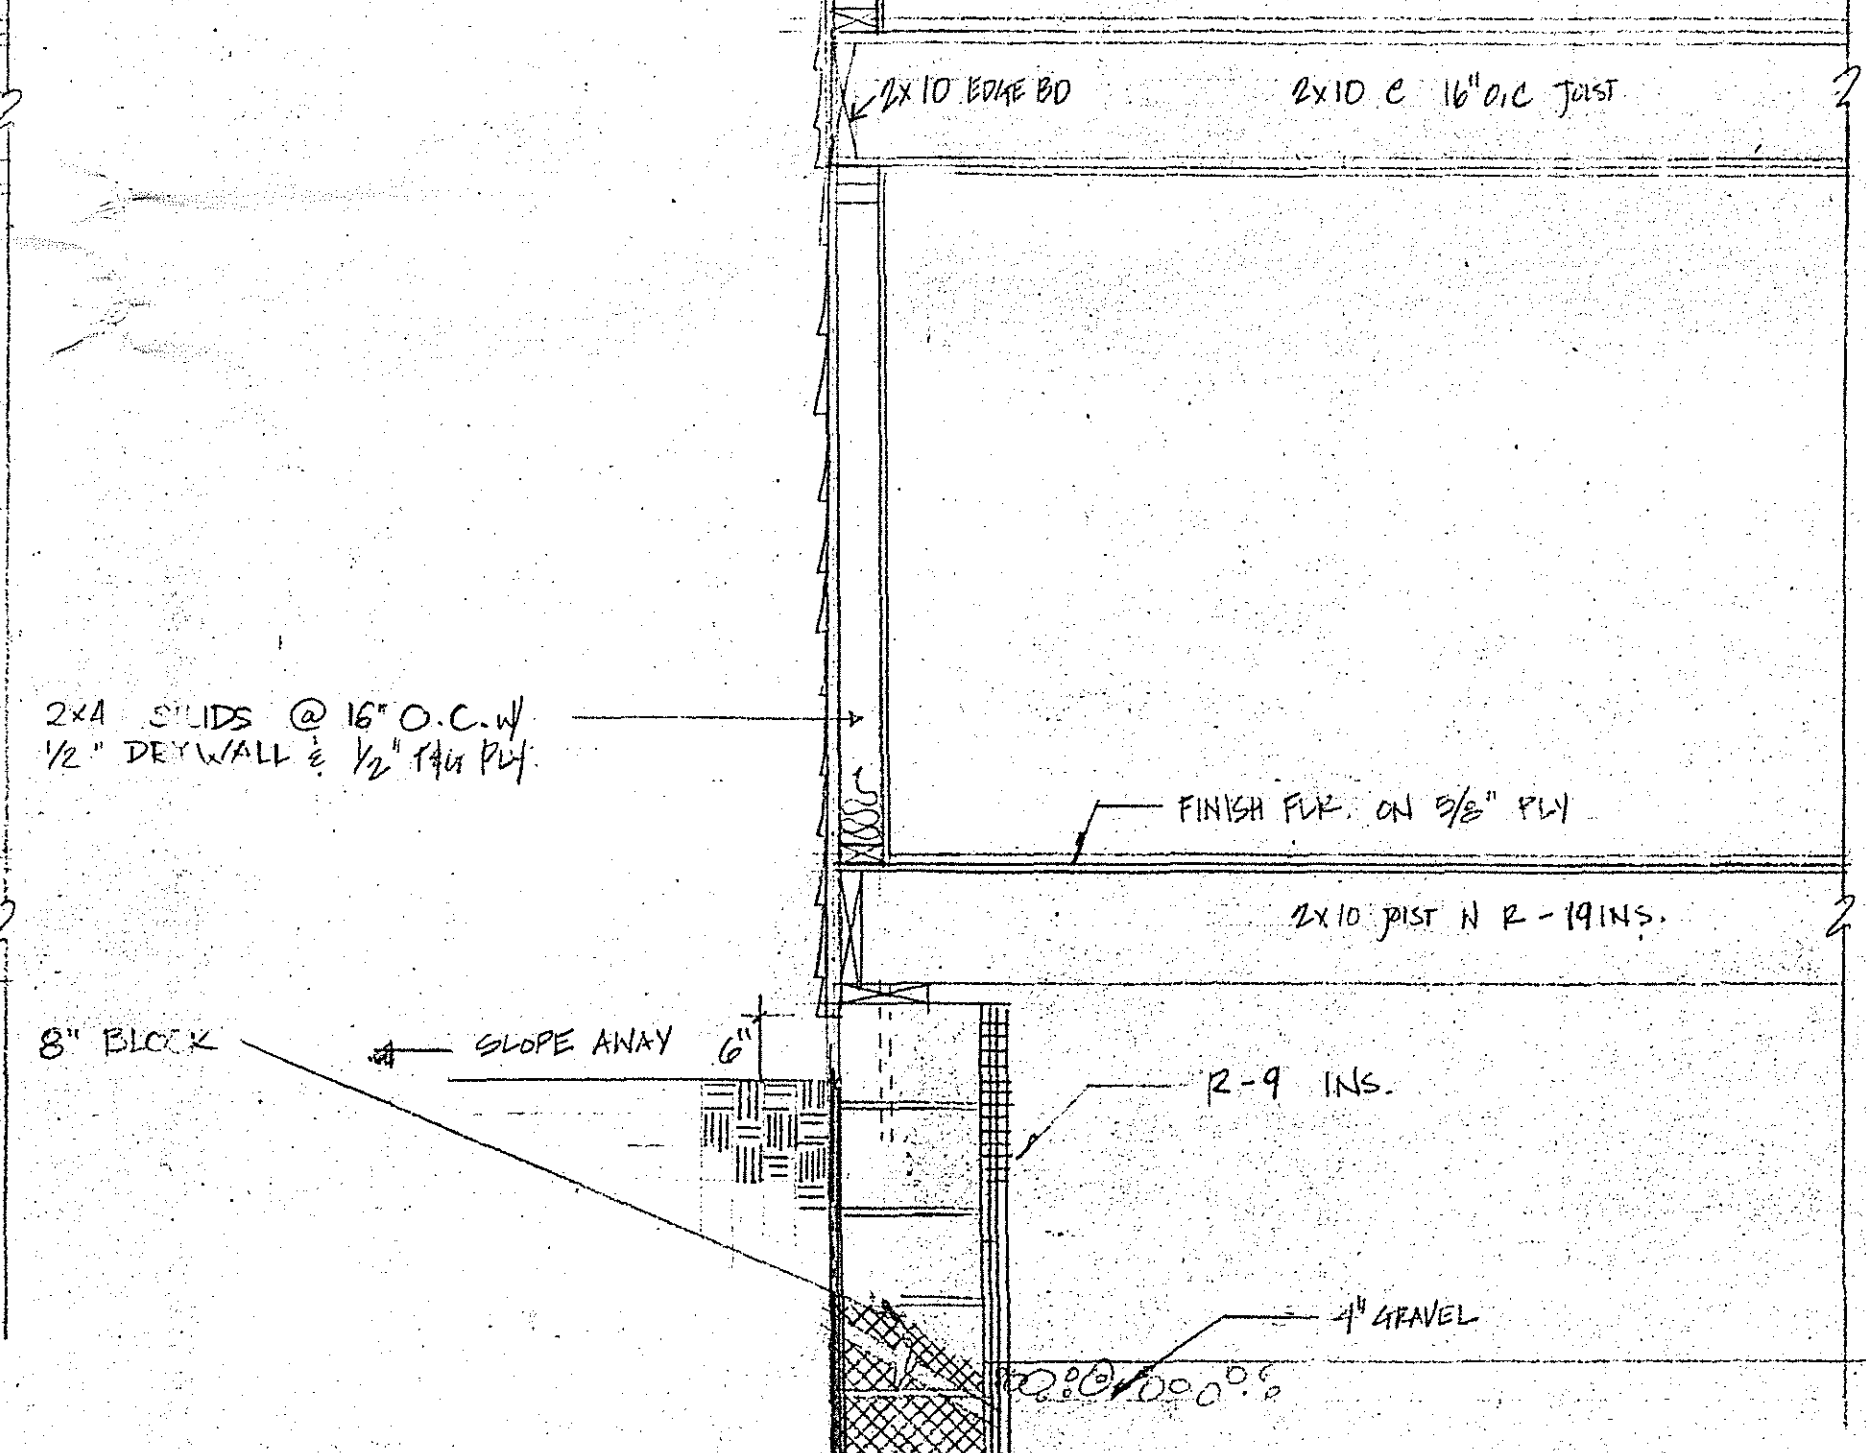 2X10 EDGE BD
2X10 C 16" O.C JOIST
2X4 STUDS @ 16" O.C. W/
1/2" DRYWALL & 1/2" T&G PLY.
FINISH FLR. ON 5/8" PLY
2X10 JOIST W R-19 INS.
8" BLOCK
SLOPE AWAY
6"
R-9 INS.
4" GRAVEL